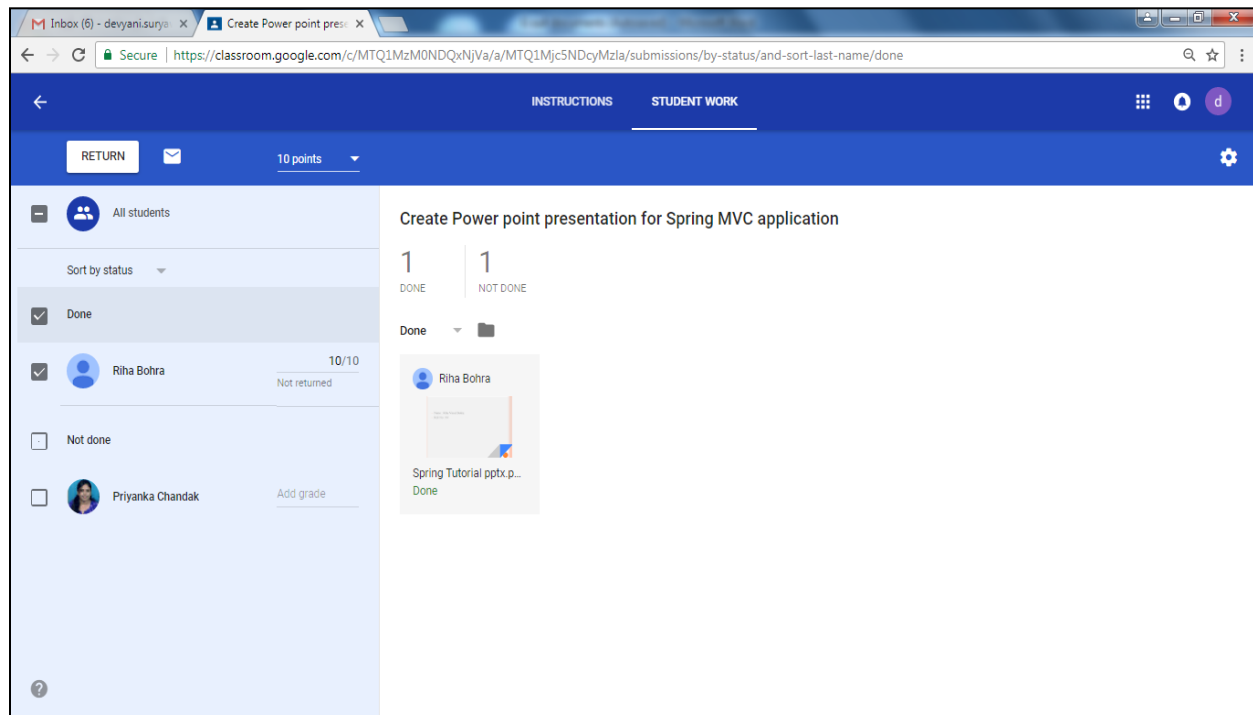 Inbox (6) - devyani.surya
Create Power point prese
Secure https://classroom.google.com/c/MTQ1MzM0NDQxNjVa/a/MTQ1Mjc5NDcyMzla/submissions/by-status/and-sort-last-name/done
INSTRUCTIONS STUDENT WORK
d
RETURN
10 points
All students
Sort by status
Done
Riha Bohra
10/10
Not returned
Not done
Priyanka Chandak
Add grade
Create Power point presentation for Spring MVC application
1 1
DONE NOT DONE
Done
Riha Bohra
Spring Tutorial pptx.p...
Done